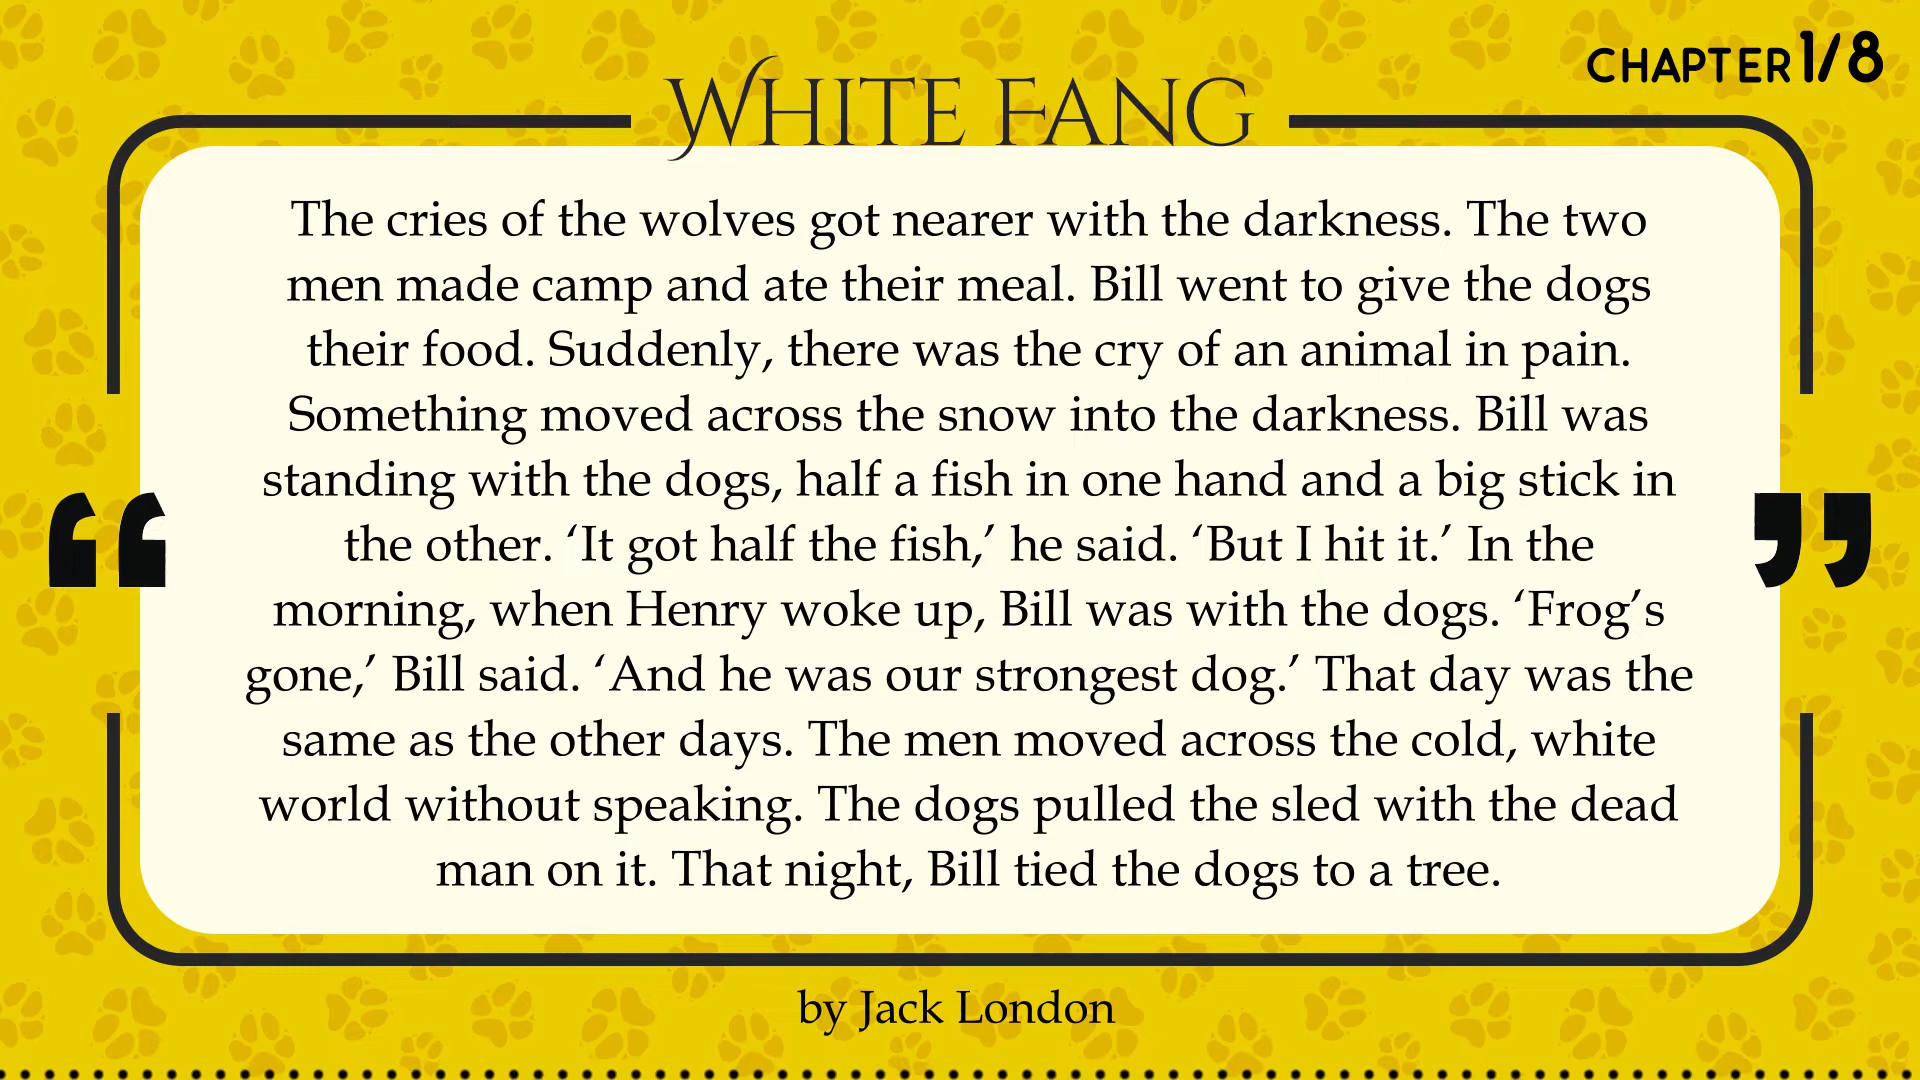 CHAPTER 1/8
WHITE FANG
The cries of the wolves got nearer with the darkness. The two
men made camp and ate their meal. Bill went to give the dogs
their food. Suddenly, there was the cry of an animal in pain.
Something moved across the snow into the darkness. Bill was
standing with the dogs, half a fish in one hand and a big stick in
the other. ‘It got half the fish,’ he said. ‘But I hit it.’ In the
morning, when Henry woke up, Bill was with the dogs. ‘Frog’s
gone,’ Bill said. ‘And he was our strongest dog.’ That day was the
same as the other days. The men moved across the cold, white
world without speaking. The dogs pulled the sled with the dead
man on it. That night, Bill tied the dogs to a tree.
“ ”
by Jack London